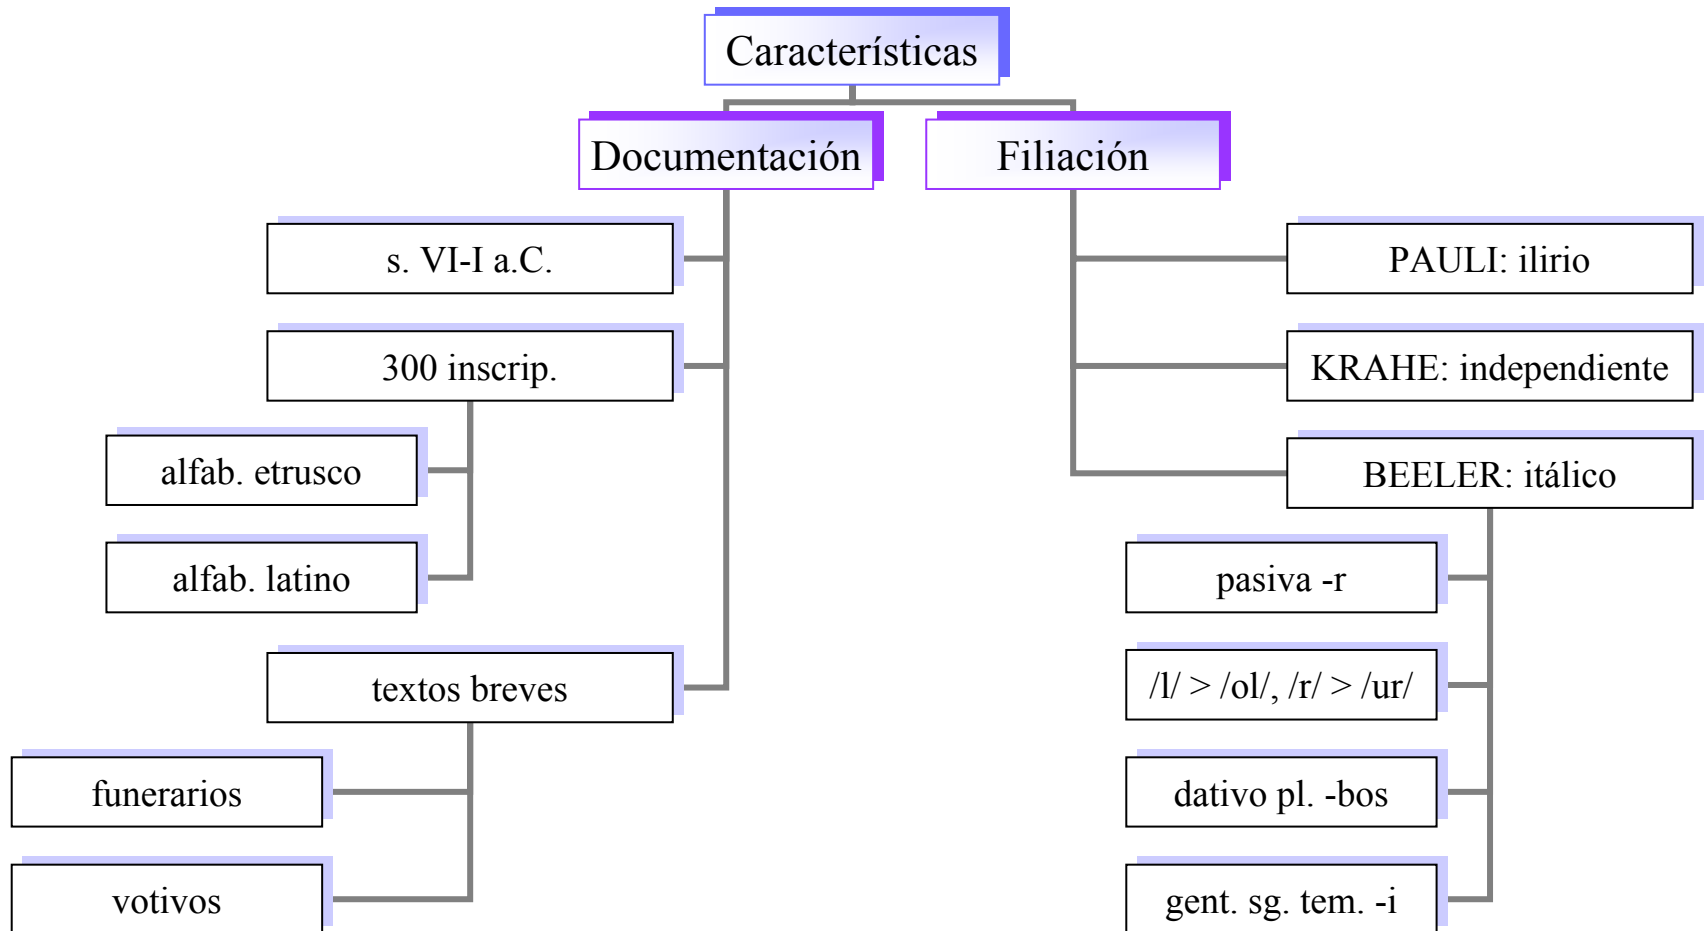 Características
Documentación
Filiación
s. VI-I a.C.
300 inscrip.
alfab. etrusco
alfab. latino
textos breves
funerarios
votivos
PAULI: ilirio
KRAHE: independiente
BEELER: itálico
pasiva -r
/l/ > /ol/, /r/ > /ur/
dativo pl. -bos
gent. sg. tem. -i